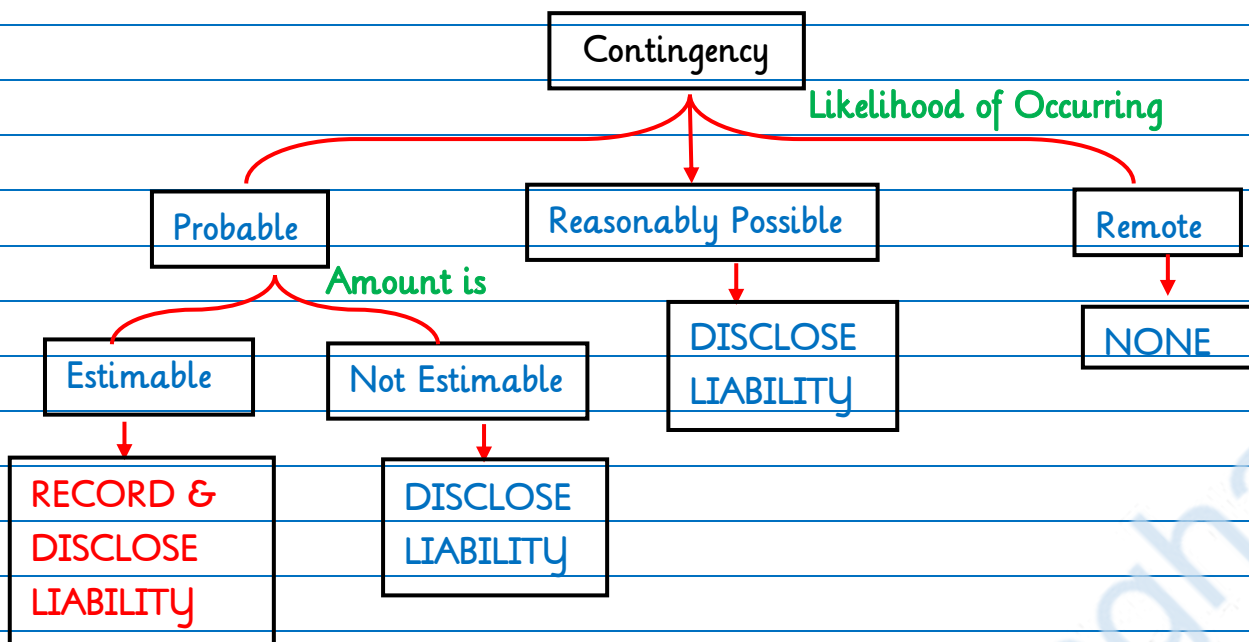 Contingency
Likelihood of Occurring
Probable
Reasonably Possible
Remote
Amount is
Estimable
Not Estimable
DISCLOSE
LIABILITY
NONE
RECORD &
DISCLOSE
LIABILITY
DISCLOSE
LIABILITY